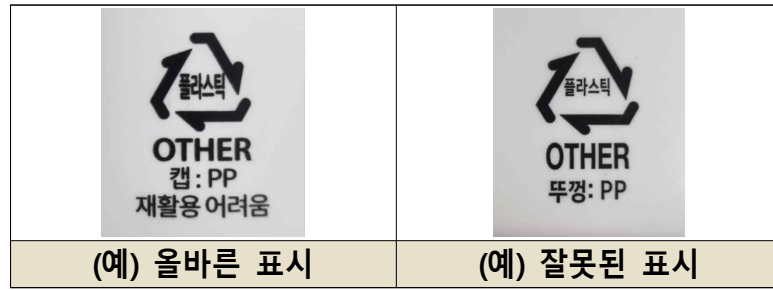 플라스틱
OTHER
캡 : PP
재활용 어려움
(예) 올바른 표시
플라스틱
OTHER
뚜껑: PP
(예) 잘못된 표시